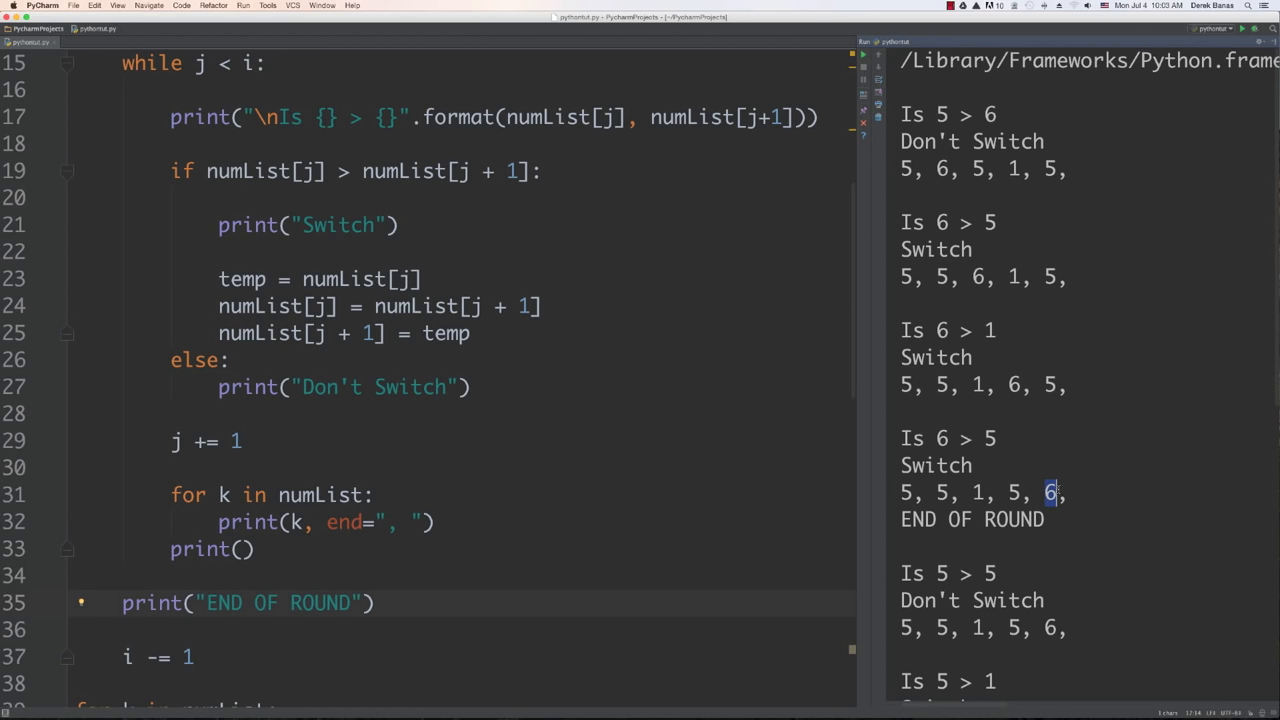 PyCharm File Edit View Navigate Code Refactor Run Tools VCS Window Help
10 Mon Jul 4 10:03 AM Derek Banas
pythontut.py - PycharmProjects - [~/PycharmProjects]
PycharmProjects pythontut.py pythontut
pythontut.py
Run: pythontut
15 while j < i:
16
17 print("\nIs {} > {}".format(numList[j], numList[j+1]))
18
19 if numList[j] > numList[j + 1]:
20
21 print("Switch")
22
23 temp = numList[j]
24 numList[j] = numList[j + 1]
25 numList[j + 1] = temp
26 else:
27 print("Don't Switch")
28
29 j += 1
30
31 for k in numList:
32 print(k, end=", ")
33 print()
34
35 print("END OF ROUND")
36
37 i -= 1
38
39 for k in numList:
/Library/Frameworks/Python.frame
Is 5 > 6
Don't Switch
5, 6, 5, 1, 5,
Is 6 > 5
Switch
5, 5, 6, 1, 5,
Is 6 > 1
Switch
5, 5, 1, 6, 5,
Is 6 > 5
Switch
5, 5, 1, 5, 6,
END OF ROUND
Is 5 > 5
Don't Switch
5, 5, 1, 5, 6,
Is 5 > 1
1 chars 17:14 LF‡ UTF-8‡